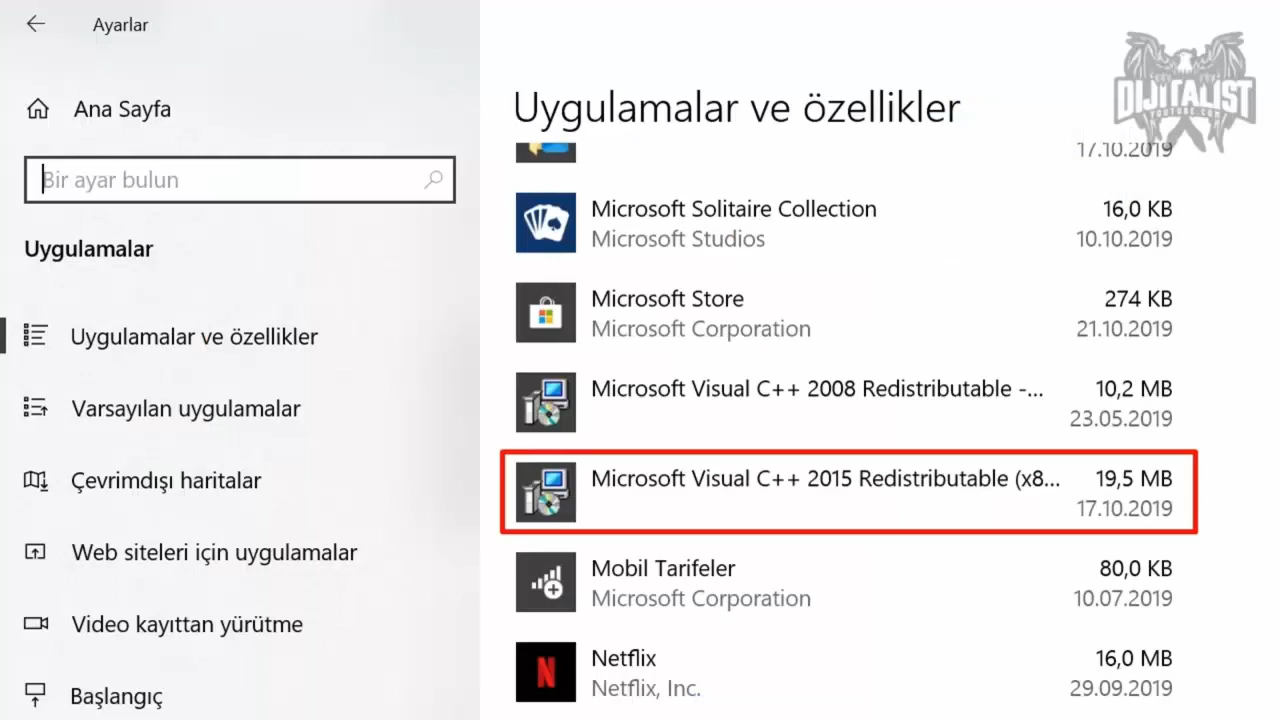 Ayarlar
Ana Sayfa
Bir ayar bulun
Uygulamalar
Uygulamalar ve özellikler
Varsayılan uygulamalar
Çevrimdışı haritalar
Web siteleri için uygulamalar
Video kayıttan yürütme
Başlangıç
DIJITALIST
YOUTUBE.COM
Uygulamalar ve özellikler
17.10.2019
Microsoft Solitaire Collection 16,0 KB
Microsoft Studios 10.10.2019
Microsoft Store 274 KB
Microsoft Corporation 21.10.2019
Microsoft Visual C++ 2008 Redistributable -... 10,2 MB
23.05.2019
Microsoft Visual C++ 2015 Redistributable (x8... 19,5 MB
17.10.2019
Mobil Tarifeler 80,0 KB
Microsoft Corporation 10.07.2019
Netflix 16,0 MB
Netflix, Inc. 29.09.2019